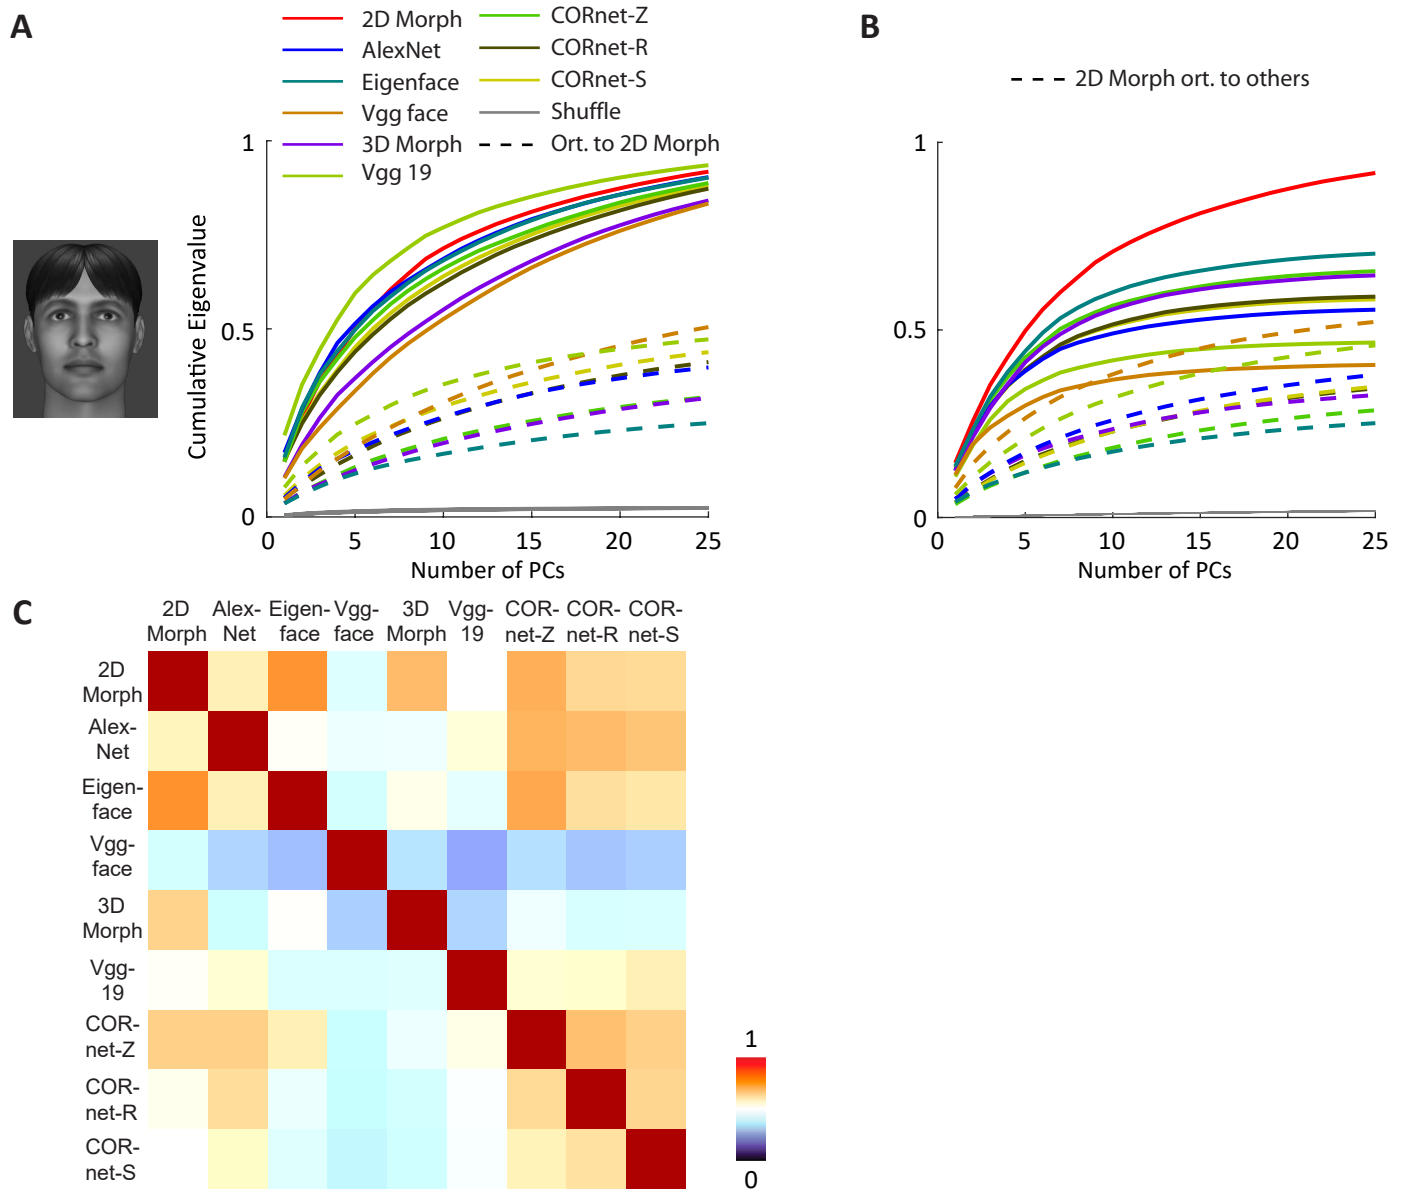 A
2D Morph
AlexNet
Eigenface
Vgg face
3D Morph
Vgg 19
CORnet-Z
CORnet-R
CORnet-S
Shuffle
Ort. to 2D Morph
1
0.5
0
Cumulative Eigenvalue
0 5 10 15 20 25
Number of PCs
B
2D Morph ort. to others
1
0.5
0
0 5 10 15 20 25
Number of PCs
C
2D Alex- Eigen- Vgg- 3D Vgg- COR- COR- COR-
Morph Net face face Morph 19 net-Z net-R net-S
2D
Morph
Alex-
Net
Eigen-
face
Vgg-
face
3D
Morph
Vgg-
19
COR-
net-Z
COR-
net-R
COR-
net-S
1
0